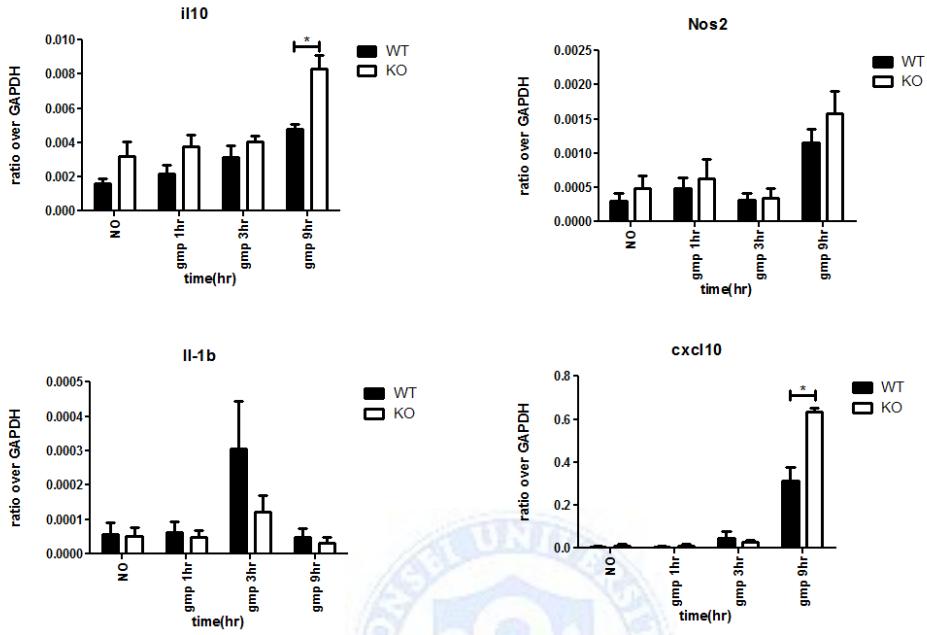 il10
ratio over GAPDH
0.010
0.008
0.006
0.004
0.002
0.000
*
WT
KO
NO
gmp 1hr
gmp 3hr
gmp 9hr
time(hr)
Nos2
ratio over GAPDH
0.0025
0.0020
0.0015
0.0010
0.0005
0.0000
WT
KO
NO
gmp 1hr
gmp 3hr
gmp 9hr
time(hr)
Il-1b
ratio over GAPDH
0.0005
0.0004
0.0003
0.0002
0.0001
0.0000
WT
KO
NO
gmp 1hr
gmp 3hr
gmp 9hr
time(hr)
cxcl10
ratio over GAPDH
0.8
0.6
0.4
0.2
0.0
*
WT
KO
NO
gmp 1hr
gmp 3hr
gmp 9hr
time(hr)
ONSEI UNIVERSI